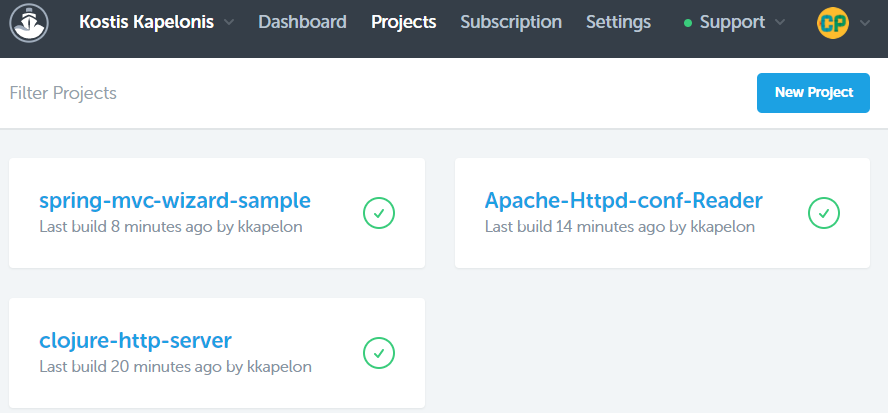 Kostis Kapelonis Dashboard Projects Subscription Settings Support CP
Filter Projects New Project
spring-mvc-wizard-sample
Last build 8 minutes ago by kkapelon
Apache-Httpd-conf-Reader
Last build 14 minutes ago by kkapelon
clojure-http-server
Last build 20 minutes ago by kkapelon